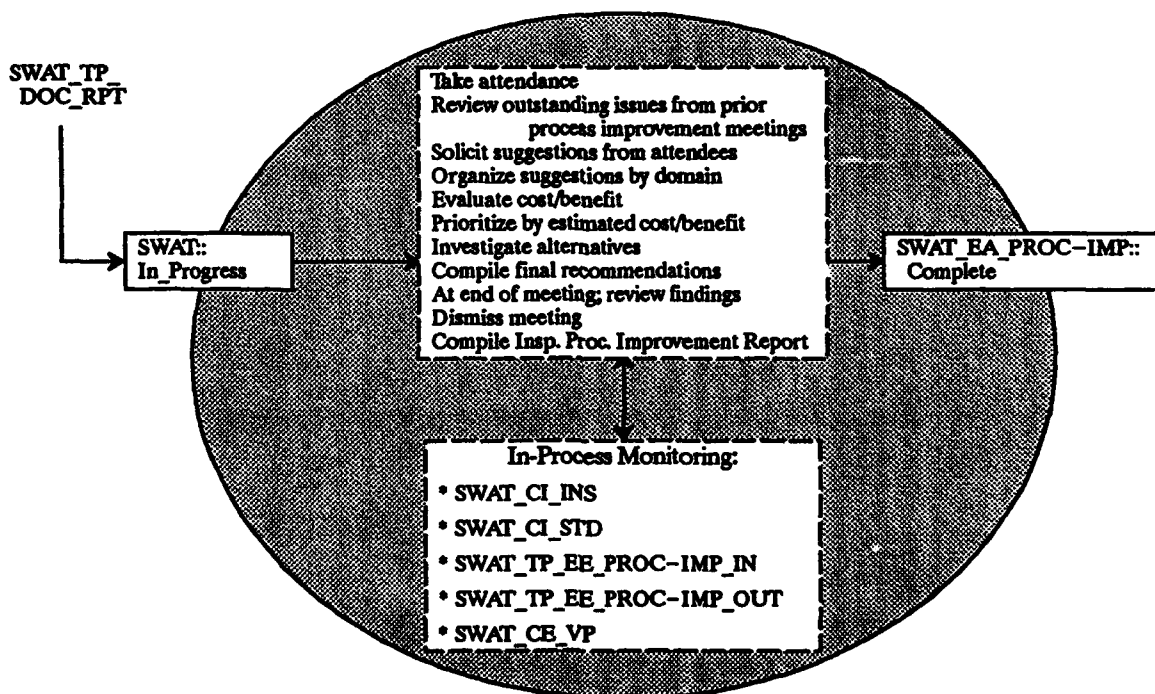 SWAT_TP_
DOC_RPT
Take attendance
Review outstanding issues from prior
process improvement meetings
Solicit suggestions from attendees
Organize suggestions by domain
Evaluate cost/benefit
Prioritize by estimated cost/benefit
Investigate alternatives
Compile final recommendations
At end of meeting; review findings
Dismiss meeting
Compile Insp. Proc. Improvement Report
SWAT::
In_Progress
SWAT_EA_PROC-IMP::
Complete
In-Process Monitoring:
* SWAT_CI_INS
* SWAT_CI_STD
* SWAT_TP_EE_PROC-IMP_IN
* SWAT_TP_EE_PROC-IMP_OUT
* SWAT_CE_VP